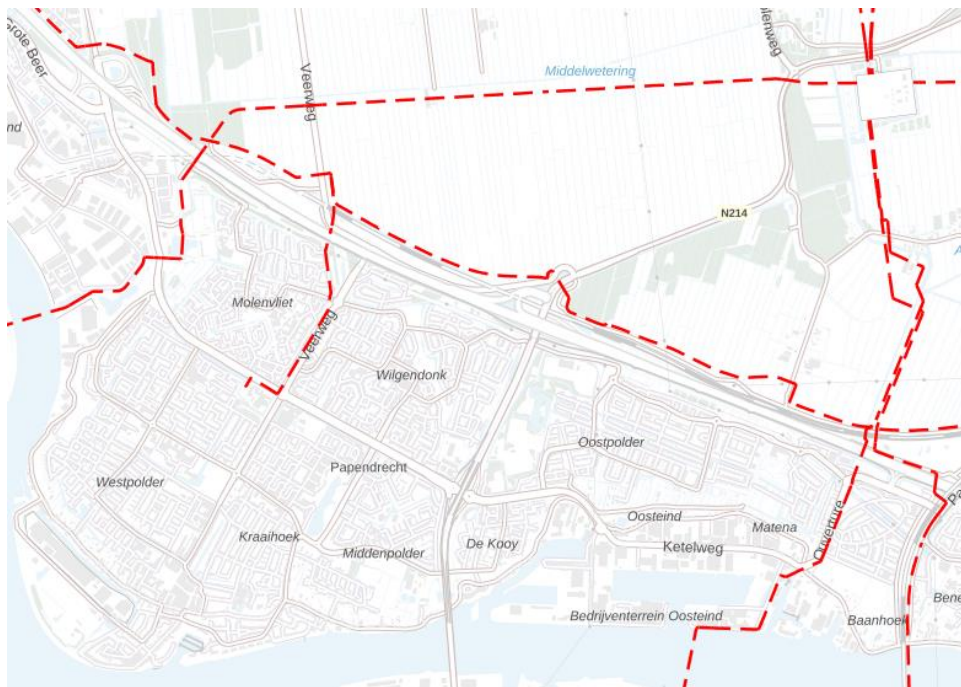 Grote Beer
Veerweg
Middelwetering
N214
Molenvliet
Veerweg
Wilgendonk
Oostpolder
Papendrecht
Westpolder
Oosteind
Matena
Ouverture
Kraaihoek
Middenpolder
De Kooy
Ketelweg
Bedrijventerrein Oosteind
Baanhoek